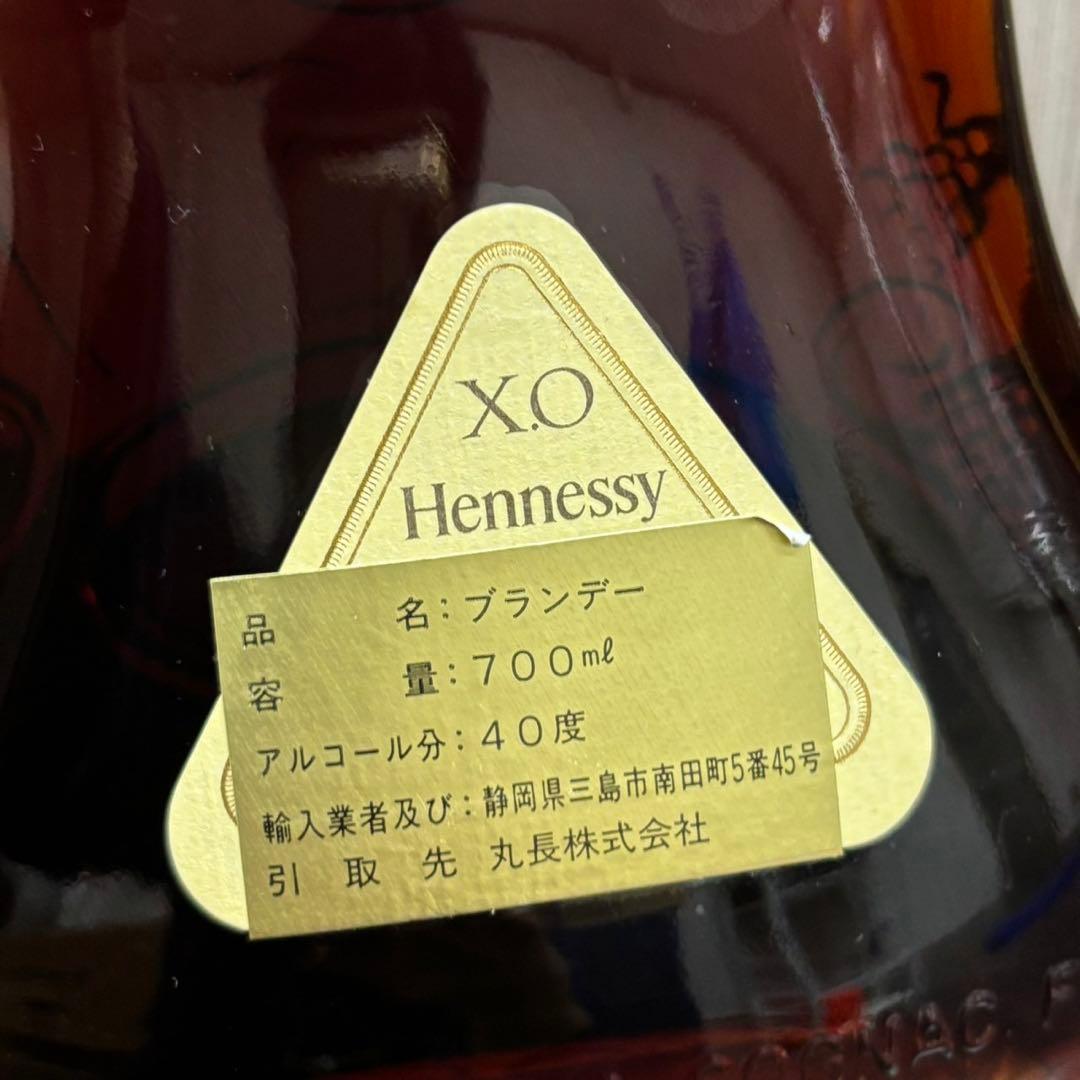 X.O
Hennessy
品名：ブランデー
容量：700ml
アルコール分：40度
輸入業者及び：静岡県三島市南田町5番45号
引取先 丸長株式会社
COGNAC. F